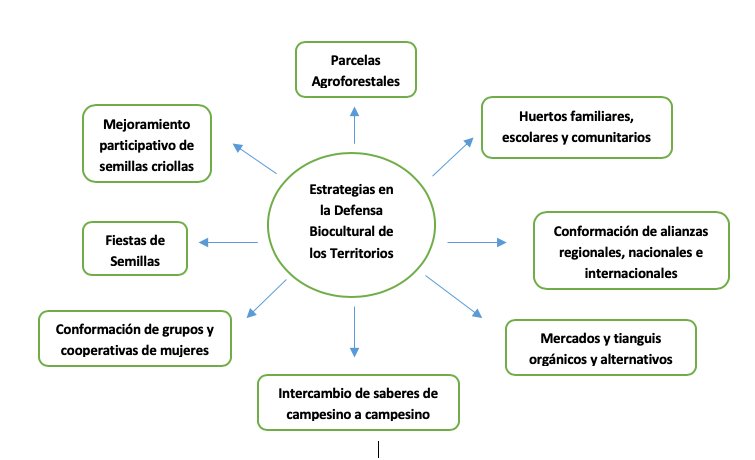 Parcelas
Agroforestales
Huertos familiares,
escolares y comunitarios
Mejoramiento
participativo de
semillas criollas
Estrategias en
la Defensa
Biocultural de
los Territorios
Conformación de alianzas
regionales, nacionales e
internacionales
Fiestas de
Semillas
Conformación de grupos y
cooperativas de mujeres
Mercados y tianguis
orgánicos y alternativos
Intercambio de saberes de
campesino a campesino